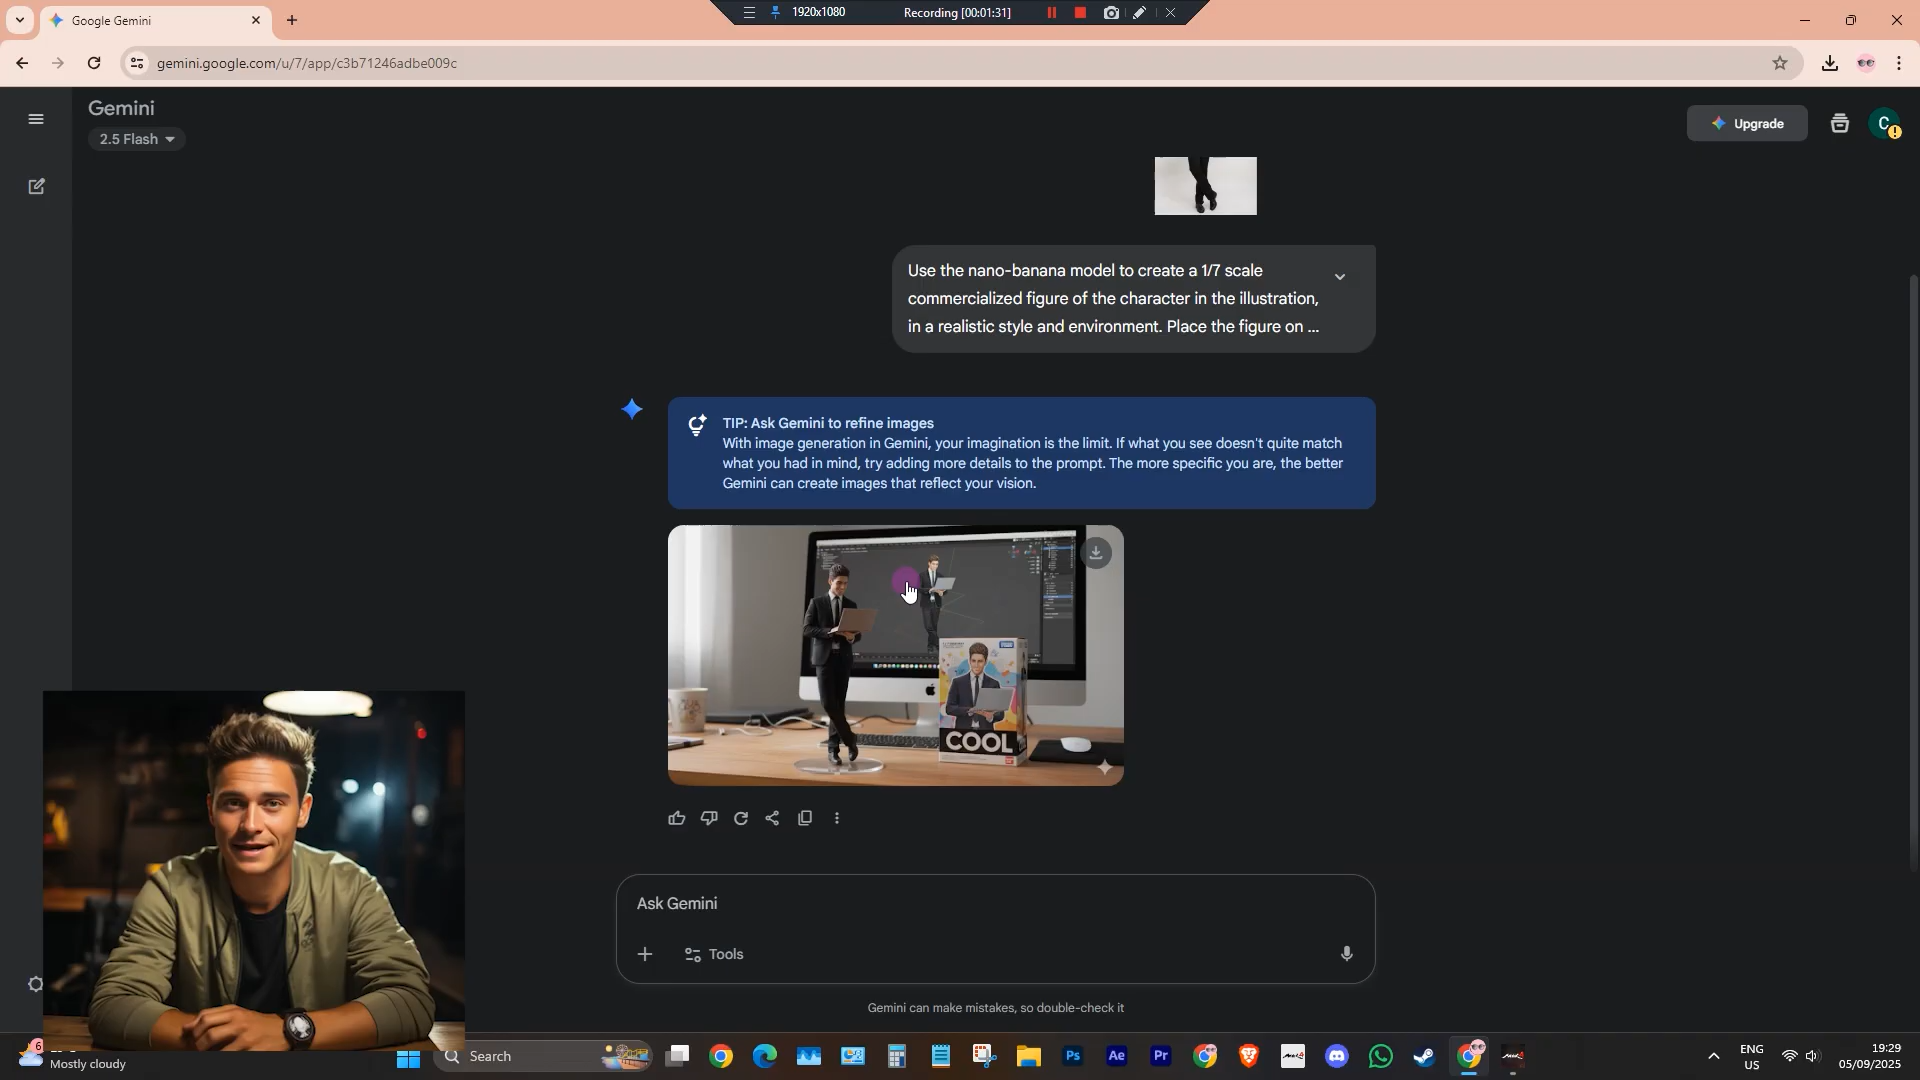 Google Gemini
1920x1080
Recording [00:01:31]
gemini.google.com/u/7/app/c3b71246adbe009c
Gemini
2.5 Flash
Upgrade
C
Use the nano-banana model to create a 1/7 scale
commercialized figure of the character in the illustration,
in a realistic style and environment. Place the figure on ...
TIP: Ask Gemini to refine images
With image generation in Gemini, your imagination is the limit. If what you see doesn't quite match
what you had in mind, try adding more details to the prompt. The more specific you are, the better
Gemini can create images that reflect your vision.
COOL
Ask Gemini
Tools
Gemini can make mistakes, so double-check it
6
Mostly cloudy
Search
Ps
Ae
Pr
ENG
US
19:29
05/09/2025